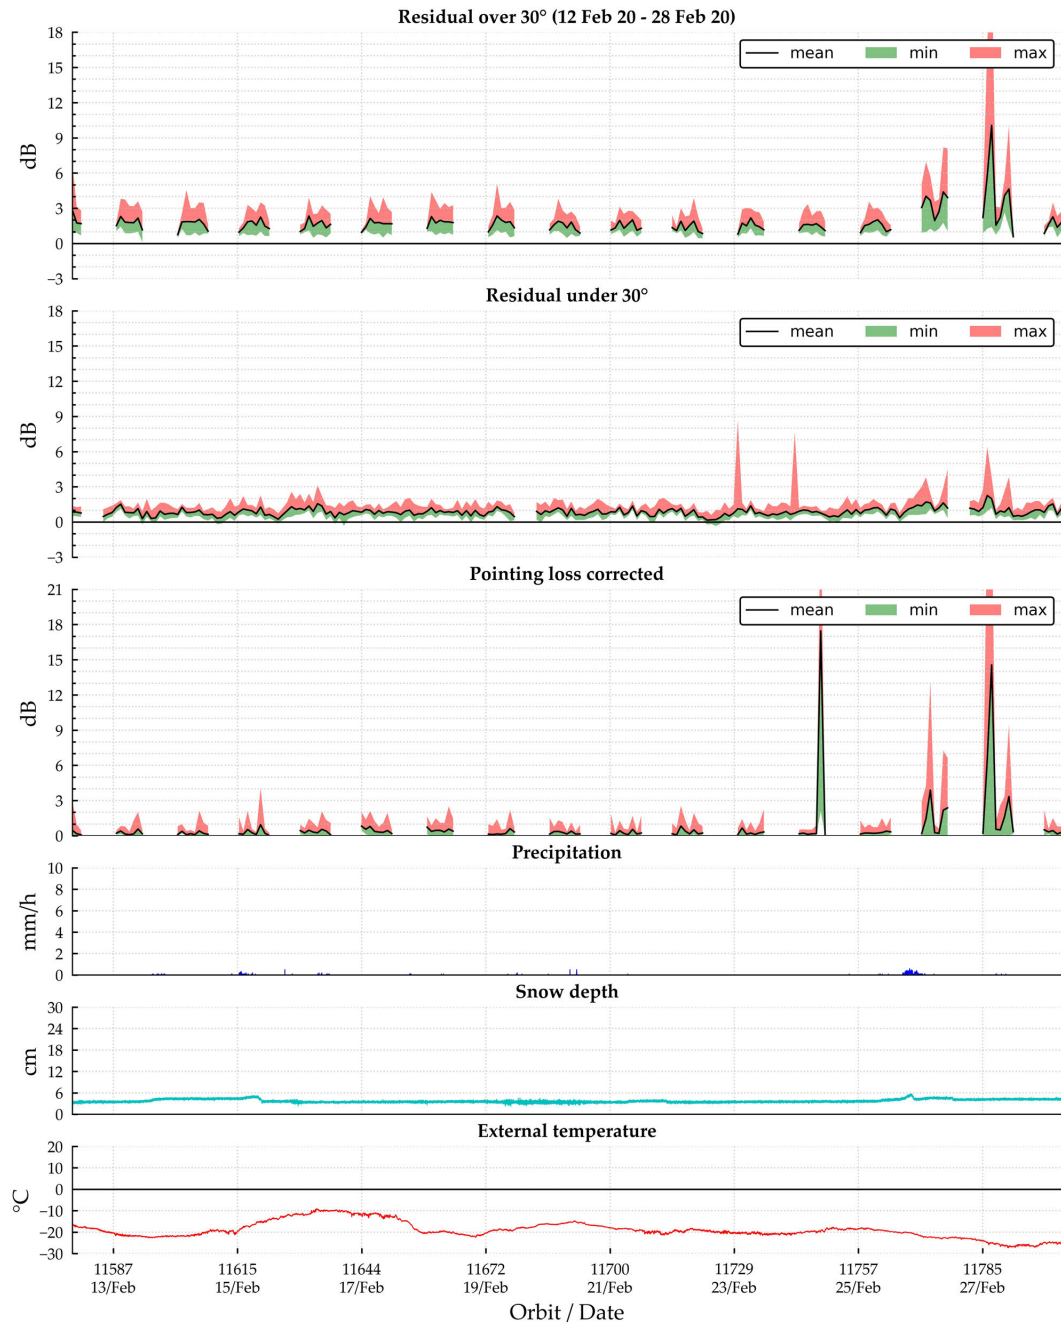 Residual over 30° (12 Feb 20 - 28 Feb 20)
18
15
12
9
6
3
0
−3
dB
mean min max
Residual under 30°
18
15
12
9
6
3
0
−3
dB
mean min max
Pointing loss corrected
21
18
15
12
9
6
3
0
dB
mean min max
Precipitation
10
8
6
4
2
0
mm/h
Snow depth
30
24
18
12
6
0
cm
External temperature
20
10
0
−10
−20
−30
°C
11587 11615 11644 11672 11700 11729 11757 11785
13/Feb 15/Feb 17/Feb 19/Feb 21/Feb 23/Feb 25/Feb 27/Feb
Orbit / Date